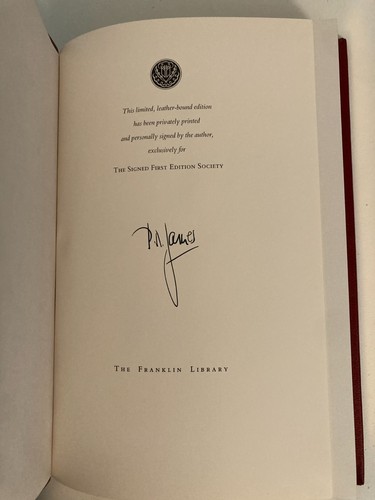 This limited, leather-bound edition
has been privately printed
and personally signed by the author,
exclusively for
THE SIGNED FIRST EDITION SOCIETY
P.D. James
THE FRANKLIN LIBRARY